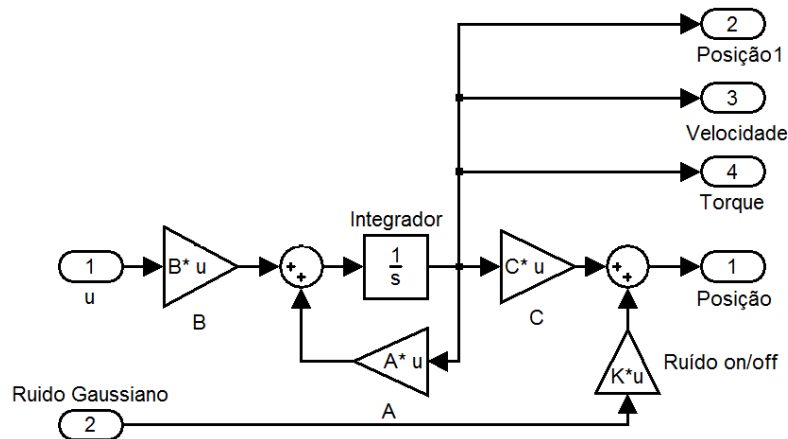 2
Posição1
3
Velocidade
4
Torque
Integrador
1
u
B* u
B
+
+
1
s
C* u
C
+
+
1
Posição
A* u
A
K*u
Ruído on/off
Ruido Gaussiano
2